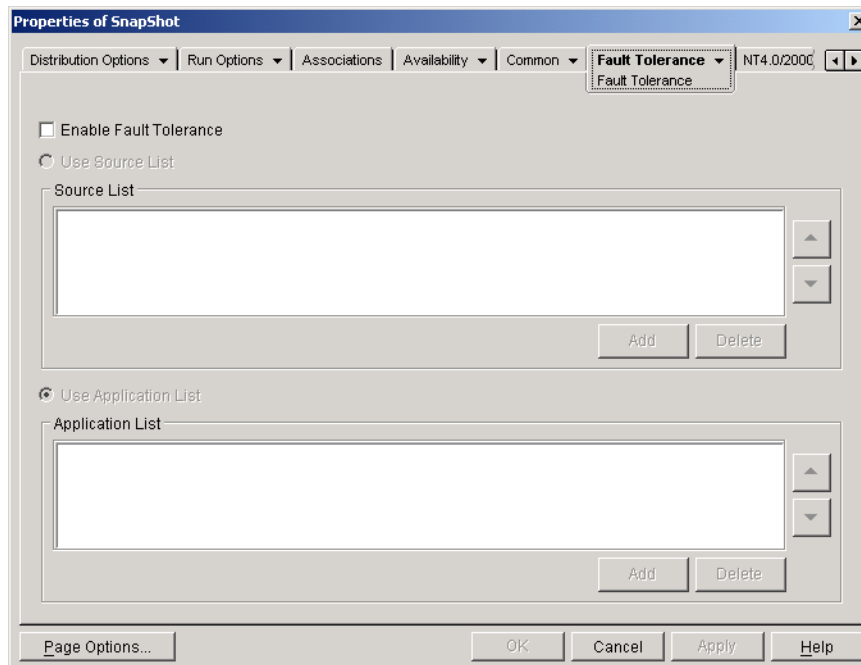 Properties of SnapShot
Distribution Options Run Options Associations Availability Common Fault Tolerance NT4.0/2000
Fault Tolerance
Enable Fault Tolerance
Use Source List
Source List
Add Delete
Use Application List
Application List
Add Delete
Page Options... OK Cancel Apply Help